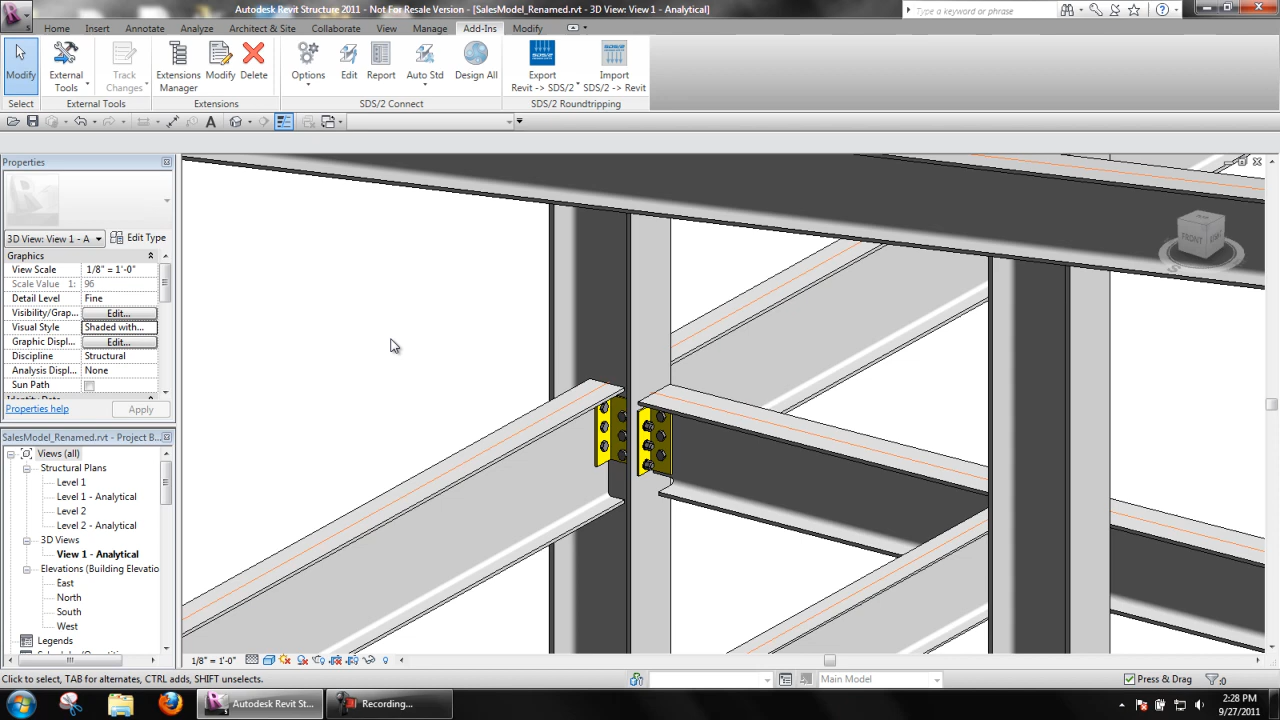 Autodesk Revit Structure 2011 - Not For Resale Version - [SalesModel_Renamed.rvt - 3D View: View 1 - Analytical]
Type a keyword or phrase
Home Insert Annotate Analyze Architect & Site Collaborate View Manage Add-Ins Modify
Modify External Tools Track Changes Extensions Manager Modify Delete Options Edit Report Auto Std Design All Export Revit -> SDS/2 Import SDS/2 -> Revit
Select External Tools Extensions SDS/2 Connect SDS/2 Roundtripping
Properties
3D View: View 1 - A Edit Type
Graphics
View Scale 1/8" = 1'-0"
Scale Value 1: 96
Detail Level Fine
Visibility/Grap... Edit...
Visual Style Shaded with...
Graphic Displ... Edit...
Discipline Structural
Analysis Displ... None
Sun Path
Properties help Apply
SalesModel_Renamed.rvt - Project B...
Views (all)
Structural Plans
Level 1
Level 1 - Analytical
Level 2
Level 2 - Analytical
3D Views
View 1 - Analytical
Elevations (Building Elevatio
East
North
South
West
Legends
FRONT
1/8" = 1'-0"
Click to select, TAB for alternates, CTRL adds, SHIFT unselects.
Main Model
Press & Drag
:0
Autodesk Revit St...
Recording...
2:28 PM
9/27/2011